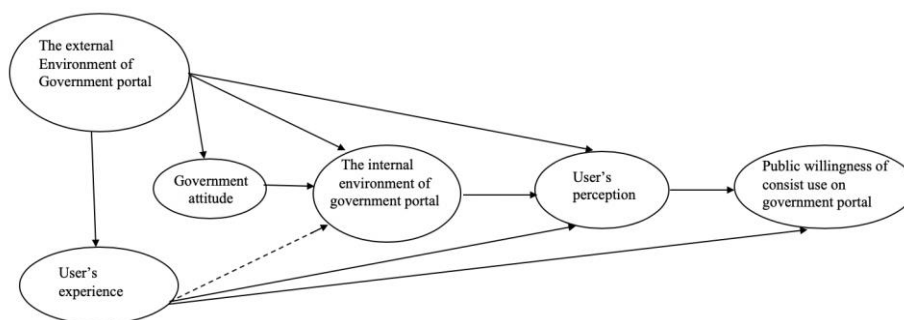 The external
Environment of
Government portal
Government
attitude
The internal
environment of
government portal
User's
perception
Public willingness of
consist use on
government portal
User's
experience